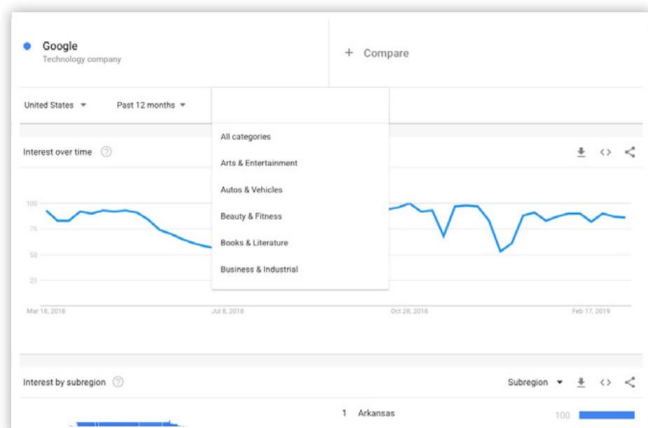 Google
Technology company
+ Compare
United States
Past 12 months
All categories
Arts & Entertainment
Autos & Vehicles
Beauty & Fitness
Books & Literature
Business & Industrial
Interest over time
100
75
50
25
Mar 18, 2018
Jul 8, 2018
Oct 28, 2018
Feb 17, 2019
Interest by subregion
Subregion
1 Arkansas 100